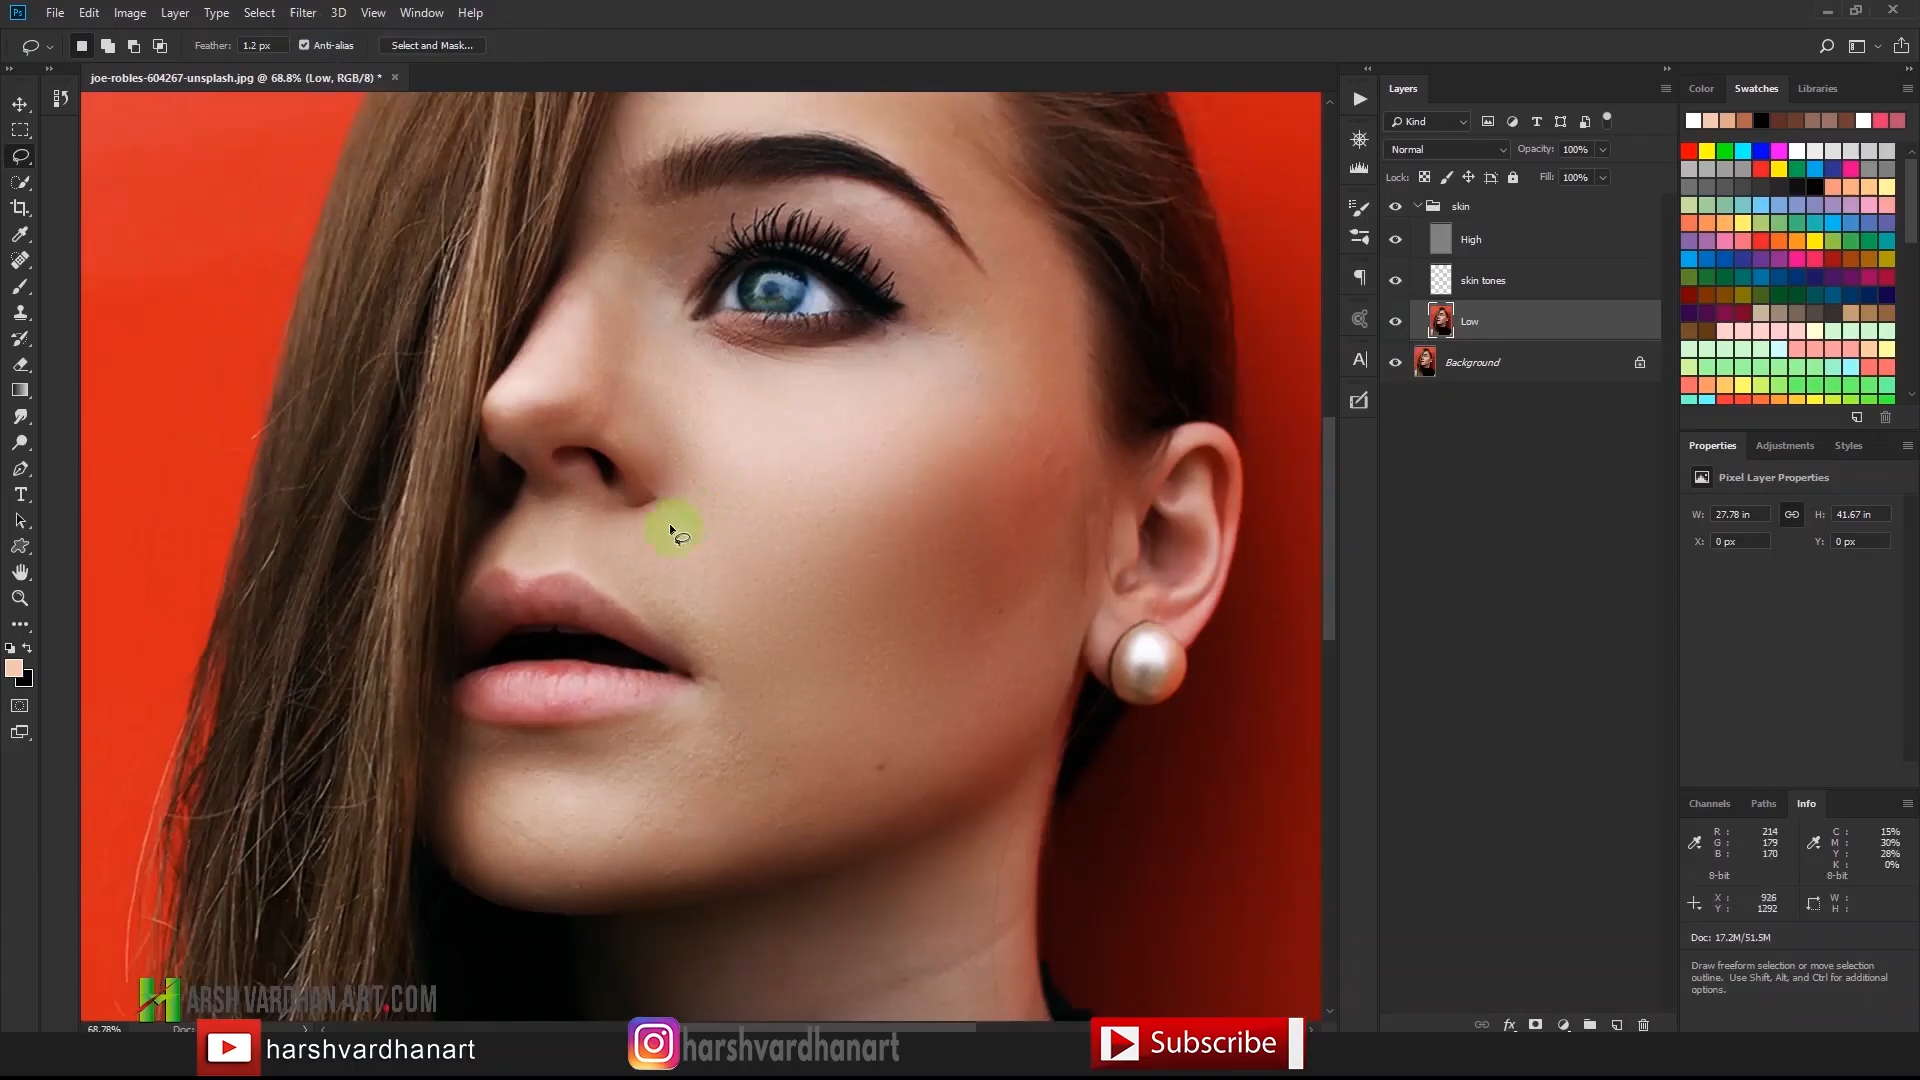 Ps File Edit Image Layer Type Select Filter 3D View Window Help
Feather: 1.2 px Anti-alias Select and Mask...
joe-robles-604267-unsplash.jpg @ 68.8% (Low, RGB/8) *
Layers
Kind
Normal Opacity: 100%
Lock: Fill: 100%
skin
High
skin tones
Low
Background
Color Swatches Libraries
Properties Adjustments Styles
Pixel Layer Properties
W: 27.78 in H: 41.67 in
X: 0 px Y: 0 px
Channels Paths Info
R : 214 C : 15%
G : 179 M : 30%
B : 170 Y : 28%
K : 0%
8-bit 8-bit
X : 926 W :
Y : 1292 H :
Doc: 17.2M/51.5M
Draw freeform selection or move selection
outline. Use Shift, Alt, and Ctrl for additional
options.
HARSH VARDHAN ART.COM
68.78% Doc:
harshvardhanart
harshvardhanart
Subscribe